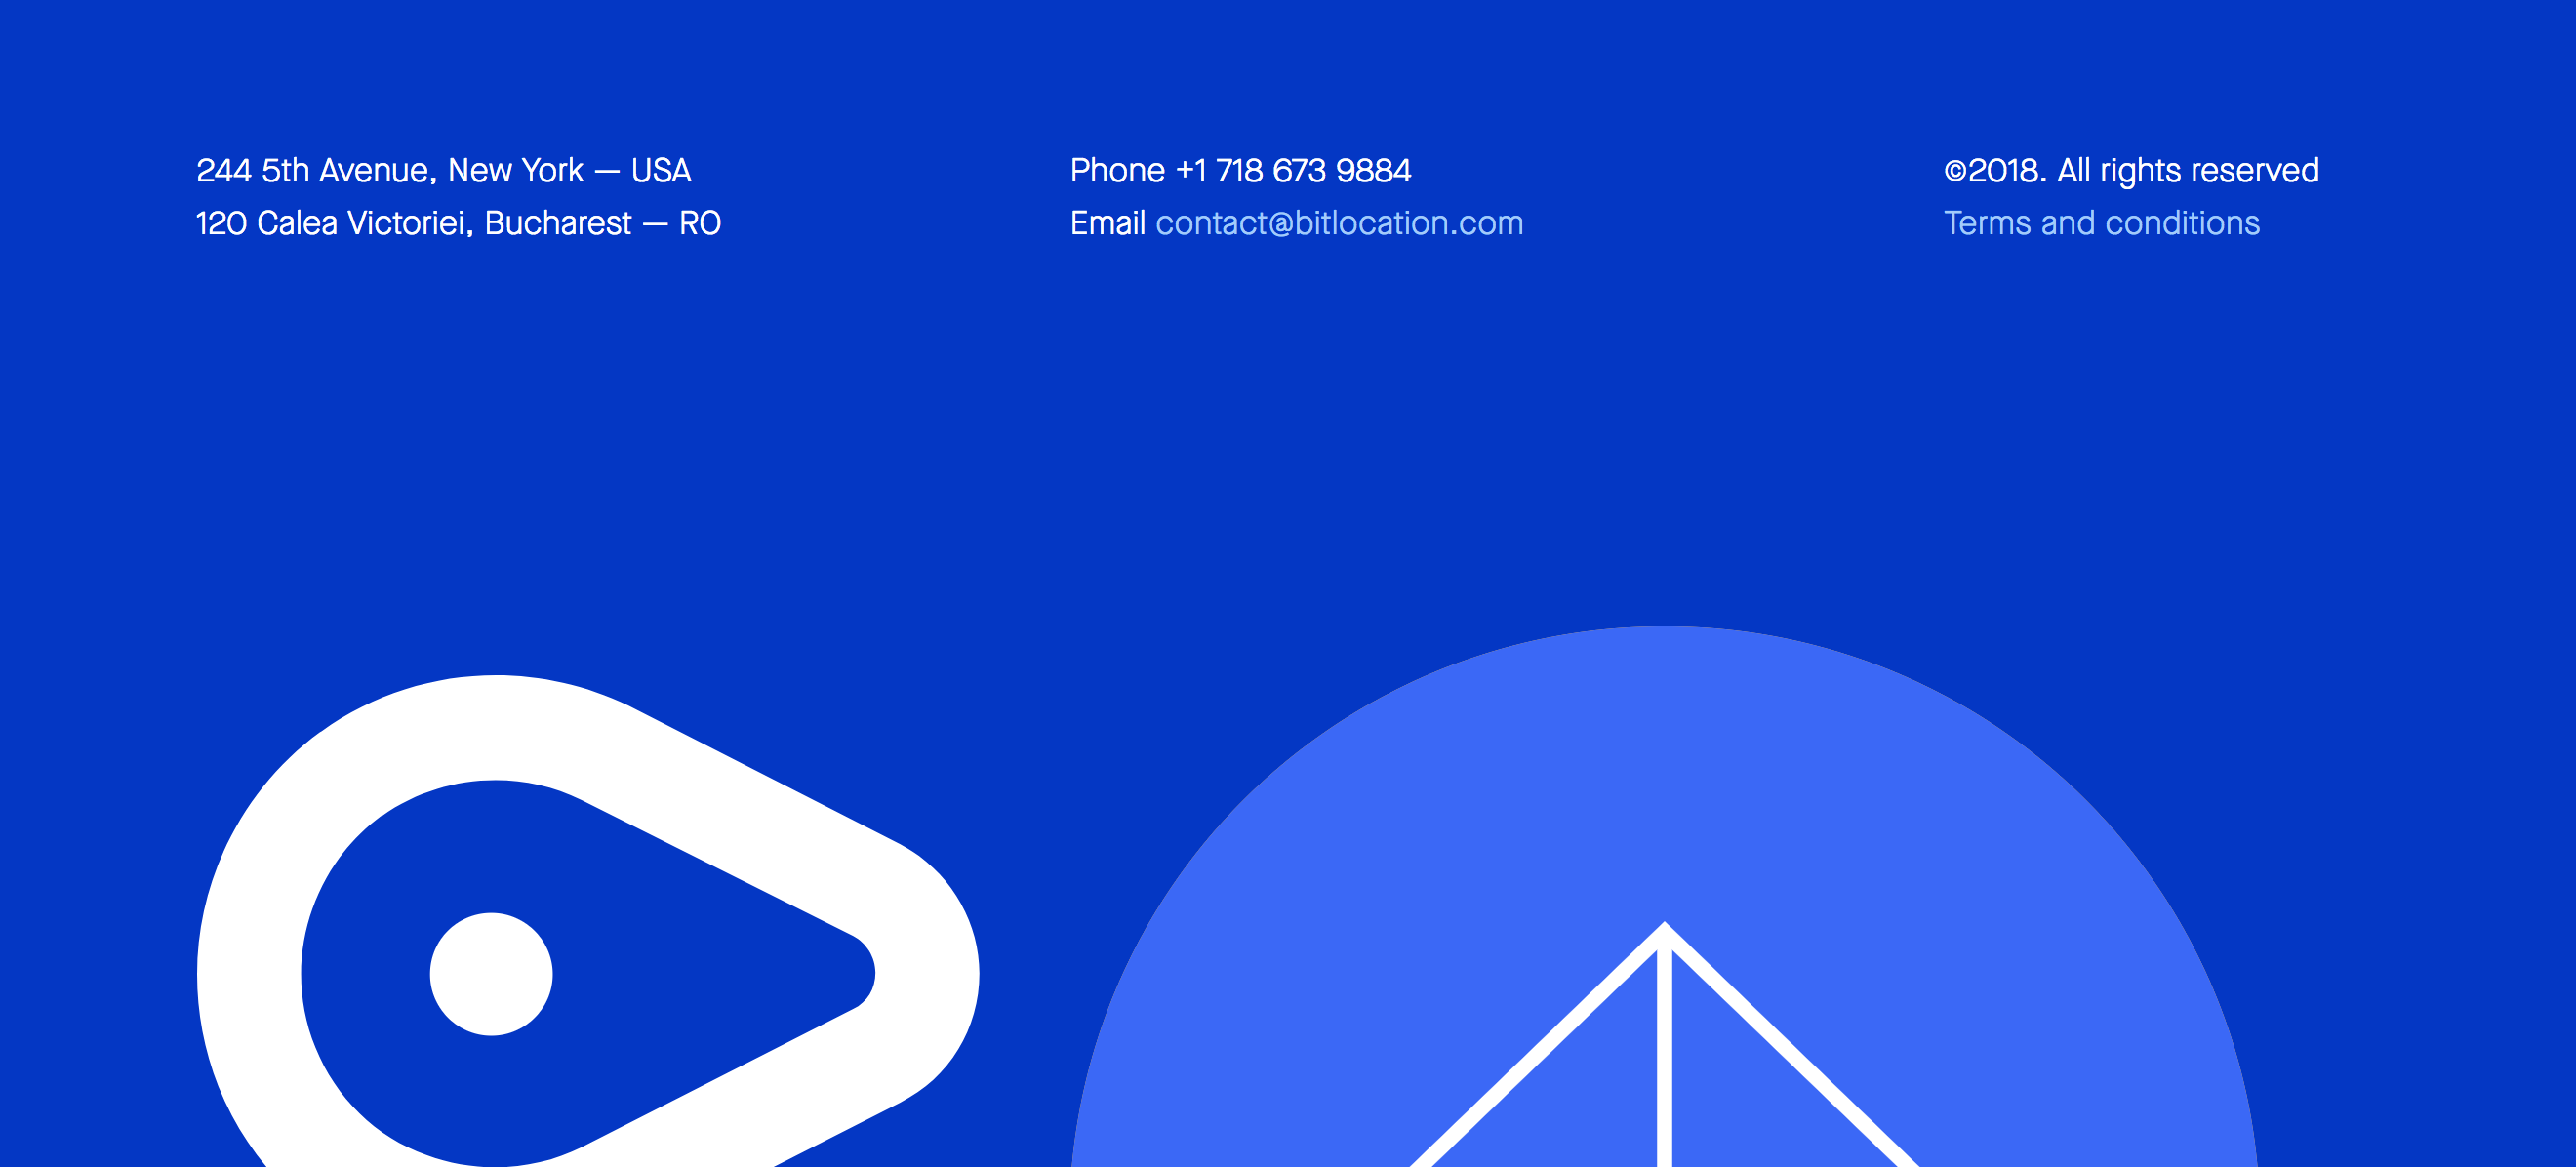 244 5th Avenue, New York — USA
120 Calea Victoriei, Bucharest — RO
Phone +1 718 673 9884
Email contact@bitlocation.com
©2018. All rights reserved
Terms and conditions